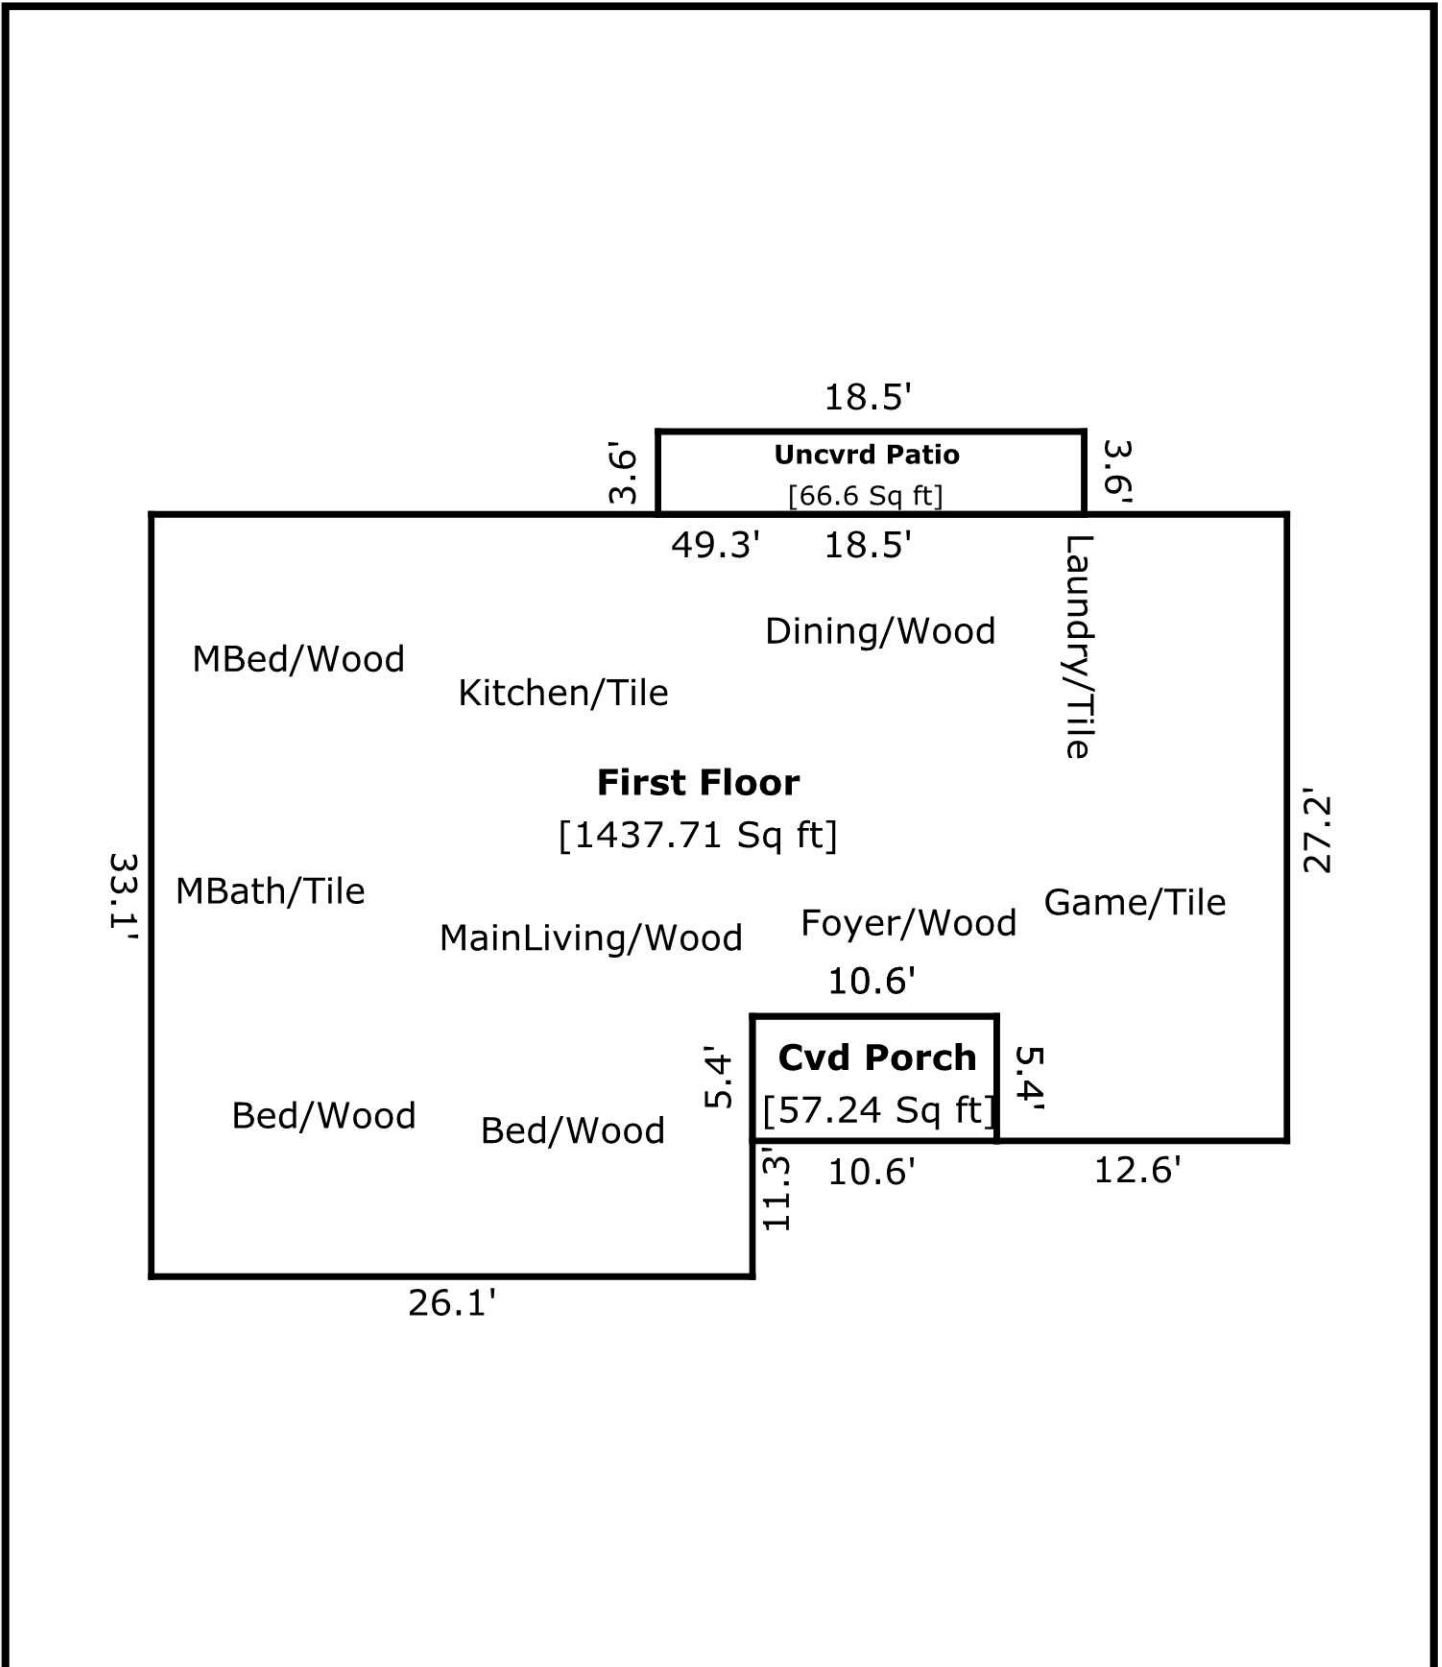 18.5'
3.6'
Uncvrd Patio
3.6'
[66.6 Sq ft]
49.3'
18.5'
Laundry/Tile
Dining/Wood
MBed/Wood
Kitchen/Tile
First Floor
[1437.71 Sq ft]
27.2'
33.1'
MBath/Tile
MainLiving/Wood
Foyer/Wood
Game/Tile
10.6'
5.4'
Cvd Porch
5.4'
[57.24 Sq ft]
Bed/Wood
Bed/Wood
11.3'
10.6'
12.6'
26.1'